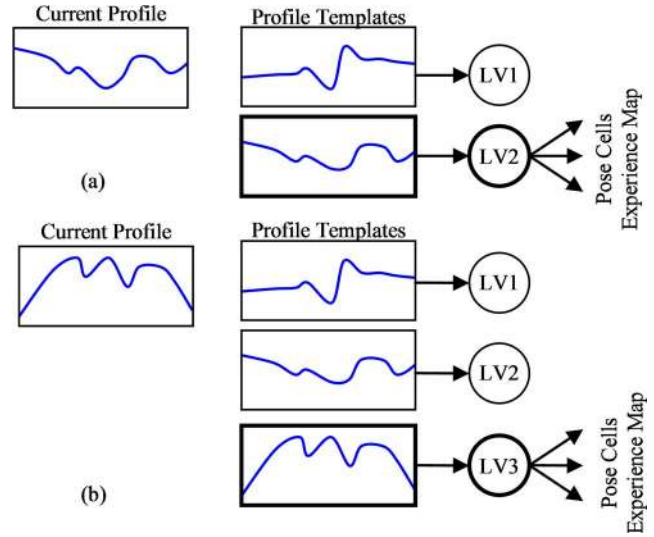 Current Profile
Profile Templates
LV1
LV2
Pose Cells
Experience Map
(a)
Current Profile
Profile Templates
LV1
LV2
LV3
Pose Cells
Experience Map
(b)